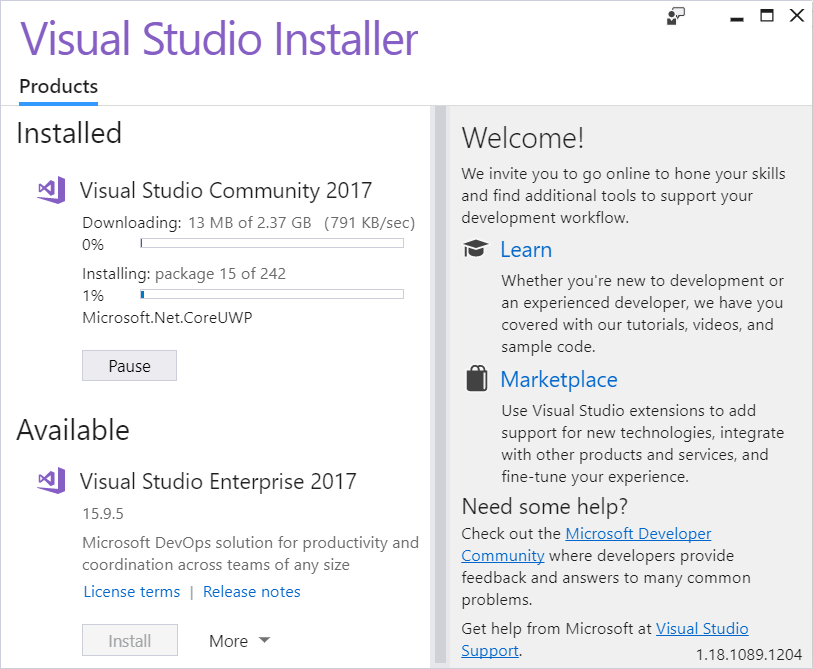 Visual Studio Installer
Products
Installed
Visual Studio Community 2017
Downloading: 13 MB of 2.37 GB (791 KB/sec)
0%
Installing: package 15 of 242
1%
Microsoft.Net.CoreUWP
Pause
Available
Visual Studio Enterprise 2017
15.9.5
Microsoft DevOps solution for productivity and
coordination across teams of any size
License terms | Release notes
Install More
Welcome!
We invite you to go online to hone your skills
and find additional tools to support your
development workflow.
Learn
Whether you're new to development or
an experienced developer, we have you
covered with our tutorials, videos, and
sample code.
Marketplace
Use Visual Studio extensions to add
support for new technologies, integrate
with other products and services, and
fine-tune your experience.
Need some help?
Check out the Microsoft Developer
Community where developers provide
feedback and answers to many common
problems.
Get help from Microsoft at Visual Studio
Support.
1.18.1089.1204